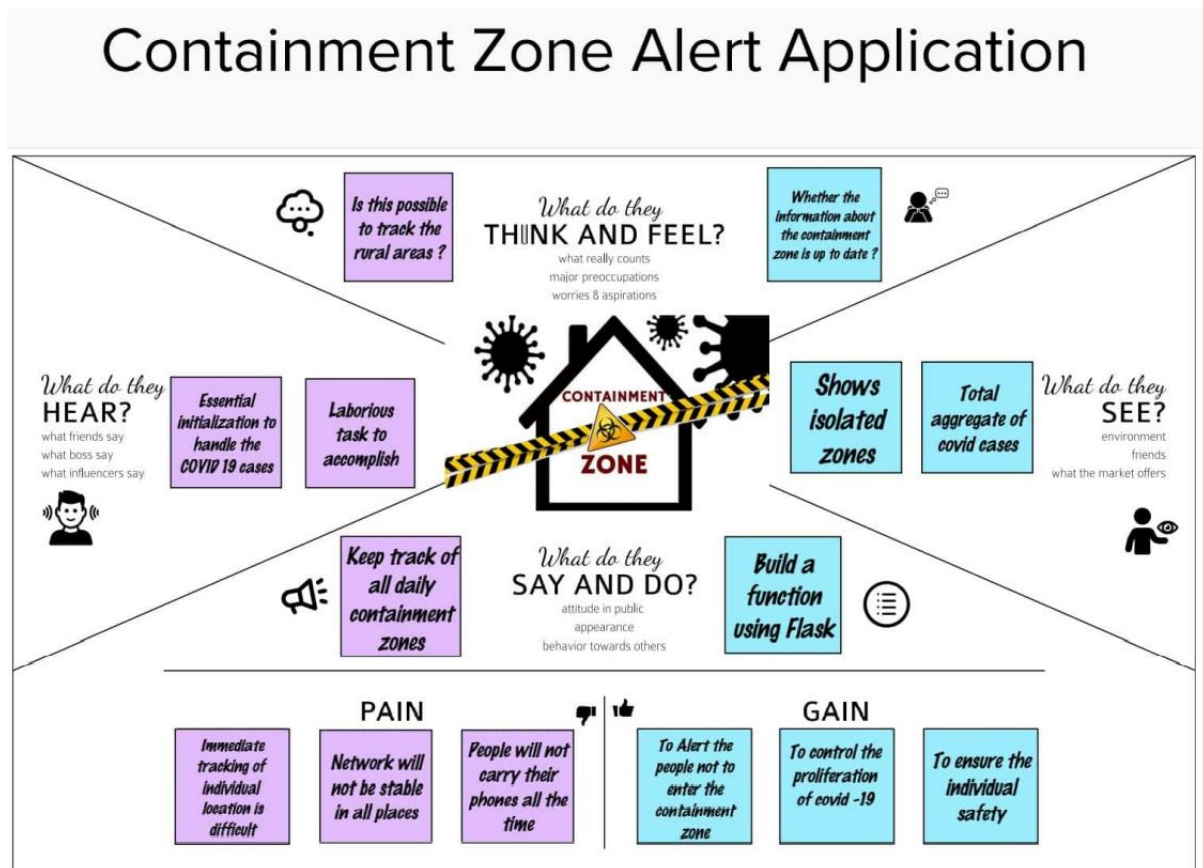 Containment Zone Alert Application
Is this possible
to track the
rural areas ?
What do they
THINK AND FEEL?
what really counts
major preoccupations
worries & aspirations
Whether the
information about
the containment
zone is up to date ?
What do they
HEAR?
what friends say
what boss say
what influencers say
Essential
initialization to
handle the
COVID 19 cases
Laborious
task to
accomplish
CONTAINMENT
ZONE
Shows
isolated
zones
Total
aggregate of
covid cases
What do they
SEE?
environment
friends
what the market offers
Keep track of
all daily
containment
zones
What do they
SAY AND DO?
attitude in public
appearance
behavior towards others
Build a
function
using Flask
PAIN
Immediate
tracking of
individual
location is
difficult
Network will
not be stable
in all places
People will not
carry their
phones all the
time
GAIN
To Alert the
people not to
enter the
containment
zone
To control the
proliferation
of covid -19
To ensure the
individual
safety